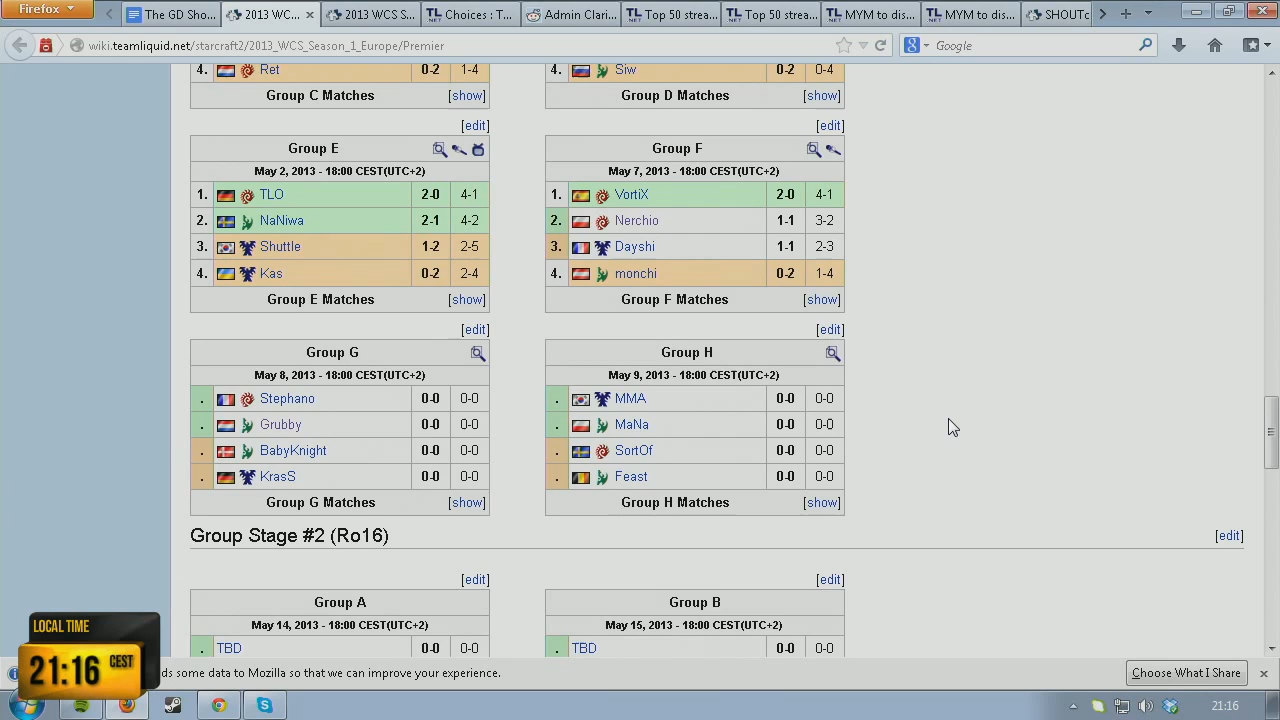 Firefox
The GD Sho...
2013 WC...
2013 WCS S...
Choices : T...
Admin Clari...
Top 50 strea...
Top 50 strea...
MYM to dis...
MYM to dis...
SHOUTc
wiki.teamliquid.net/ draft2/2013_WCS_Season_1_Europe/Premier
Google
4. Ret 0-2 1-4
4. Siw 0-2 0-4
Group C Matches [show]
Group D Matches [show]
[edit]
[edit]
Group E
May 2, 2013 - 18:00 CEST(UTC+2)
1. TLO 2-0 4-1
2. NaNiwa 2-1 4-2
3. Shuttle 1-2 2-5
4. Kas 0-2 2-4
Group E Matches [show]
Group F
May 7, 2013 - 18:00 CEST(UTC+2)
1. VortiX 2-0 4-1
2. Nerchio 1-1 3-2
3. Dayshi 1-1 2-3
4. monchi 0-2 1-4
Group F Matches [show]
[edit]
[edit]
Group G
May 8, 2013 - 18:00 CEST(UTC+2)
. Stephano 0-0 0-0
. Grubby 0-0 0-0
. BabyKnight 0-0 0-0
. KrasS 0-0 0-0
Group G Matches [show]
Group H
May 9, 2013 - 18:00 CEST(UTC+2)
. MMA 0-0 0-0
. MaNa 0-0 0-0
. SortOf 0-0 0-0
. Feast 0-0 0-0
Group H Matches [show]
Group Stage #2 (Ro16) [edit]
[edit]
[edit]
Group A
May 14, 2013 - 18:00 CEST(UTC+2)
. TBD 0-0 0-0
Group B
May 15, 2013 - 18:00 CEST(UTC+2)
. TBD 0-0 0-0
LOCAL TIME
21:16 CEST
ds some data to Mozilla so that we can improve your experience.
Choose What I Share
21:16